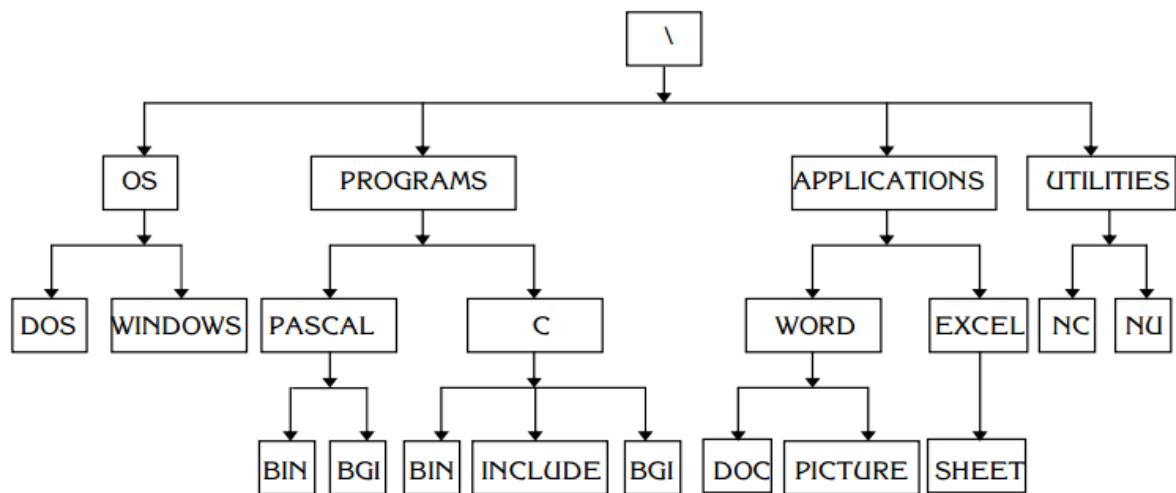 \
OS PROGRAMS APPLICATIONS UTILITIES
DOS WINDOWS PASCAL C WORD EXCEL NC NU
BIN BGI BIN INCLUDE BGI DOC PICTURE SHEET